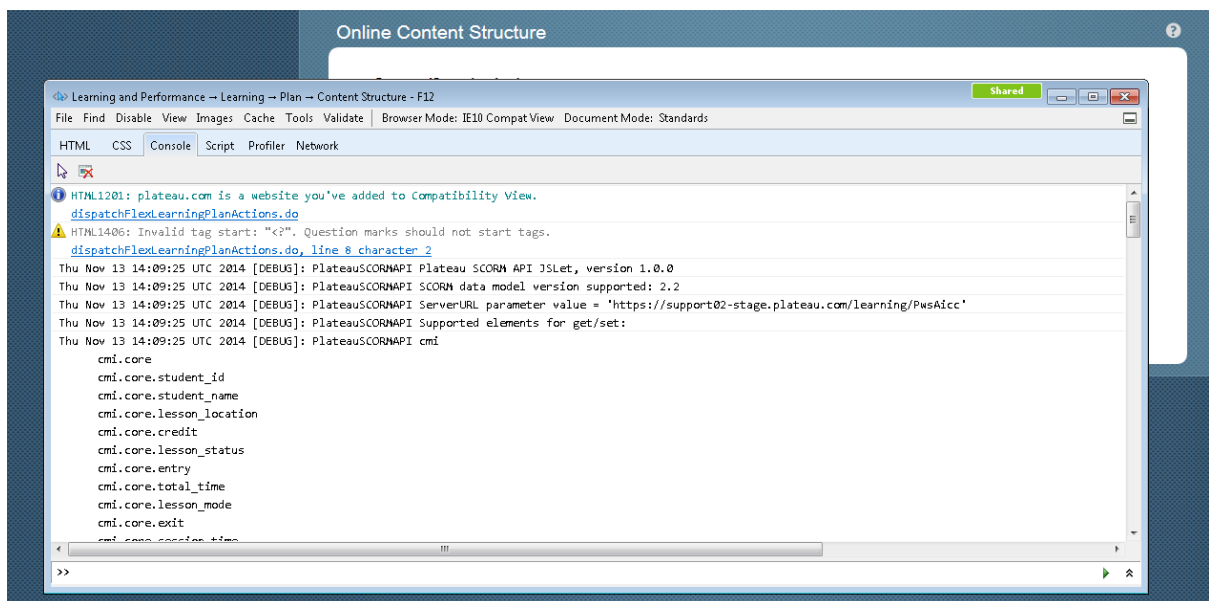 Online Content Structure
Learning and Performance → Learning → Plan → Content Structure - F12
Shared
File Find Disable View Images Cache Tools Validate Browser Mode: IE10 Compat View Document Mode: Standards
HTML CSS Console Script Profiler Network
HTML1201: plateau.com is a website you've added to Compatibility View.
dispatchFlexLearningPlanActions.do
HTML1406: Invalid tag start: "<?". Question marks should not start tags.
dispatchFlexLearningPlanActions.do, line 8 character 2
Thu Nov 13 14:09:25 UTC 2014 [DEBUG]: PlateauSCORMAPI Plateau SCORM API JSLet, version 1.0.0
Thu Nov 13 14:09:25 UTC 2014 [DEBUG]: PlateauSCORMAPI SCORM data model version supported: 2.2
Thu Nov 13 14:09:25 UTC 2014 [DEBUG]: PlateauSCORMAPI ServerURL parameter value = 'https://support02-stage.plateau.com/learning/PwsAicc'
Thu Nov 13 14:09:25 UTC 2014 [DEBUG]: PlateauSCORMAPI Supported elements for get/set:
Thu Nov 13 14:09:25 UTC 2014 [DEBUG]: PlateauSCORMAPI cmi
cmi.core
cmi.core.student_id
cmi.core.student_name
cmi.core.lesson_location
cmi.core.credit
cmi.core.lesson_status
cmi.core.entry
cmi.core.total_time
cmi.core.lesson_mode
cmi.core.exit
cmi.core.session_time
>>